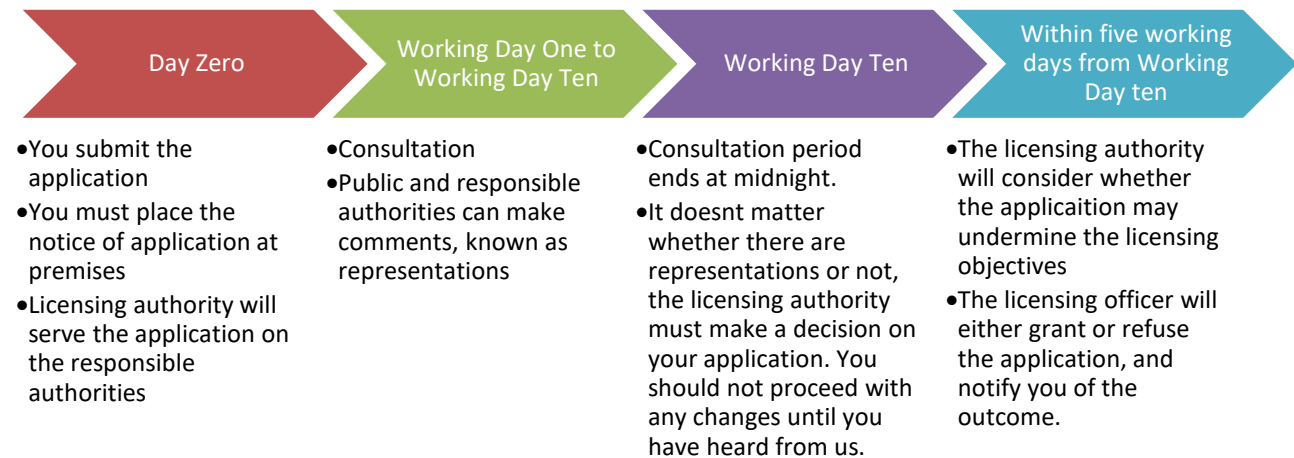 Day Zero
Working Day One to
Working Day Ten
Working Day Ten
Within five working
days from Working
Day ten
•You submit the
application
•You must place the
notice of application at
premises
•Licensing authority will
serve the application on
the responsible
authorities
•Consultation
•Public and responsible
authorities can make
comments, known as
representations
•Consultation period
ends at midnight.
•It doesnt matter
whether there are
representations or not,
the licensing authority
must make a decision on
your application. You
should not proceed with
any changes until you
have heard from us.
•The licensing authority
will consider whether
the applicaition may
undermine the licensing
objectives
•The licensing officer will
either grant or refuse
the application, and
notify you of the
outcome.